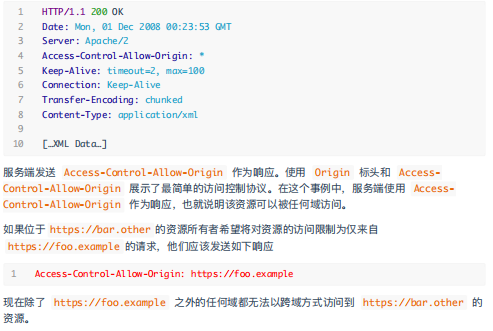 1 HTTP/1.1 200 OK
2 Date: Mon, 01 Dec 2008 00:23:53 GMT
3 Server: Apache/2
4 Access-Control-Allow-Origin: *
5 Keep-Alive: timeout=2, max=100
6 Connection: Keep-Alive
7 Transfer-Encoding: chunked
8 Content-Type: application/xml
9
10 […XML Data…]
服务端发送 Access-Control-Allow-Origin 作为响应。使用 Origin 标头和 Access-
Control-Allow-Origin 展示了最简单的访问控制协议。在这个事例中，服务端使用 Access-
Control-Allow-Origin 作为响应，也就说明该资源可以被任何域访问。
如果位于 https://bar.other 的资源所有者希望将对资源的访问限制为仅来自
https://foo.example 的请求，他们应该发送如下响应
1 Access-Control-Allow-Origin: https://foo.example
现在除了 https://foo.example 之外的任何域都无法以跨域方式访问到 https://bar.other 的
资源。